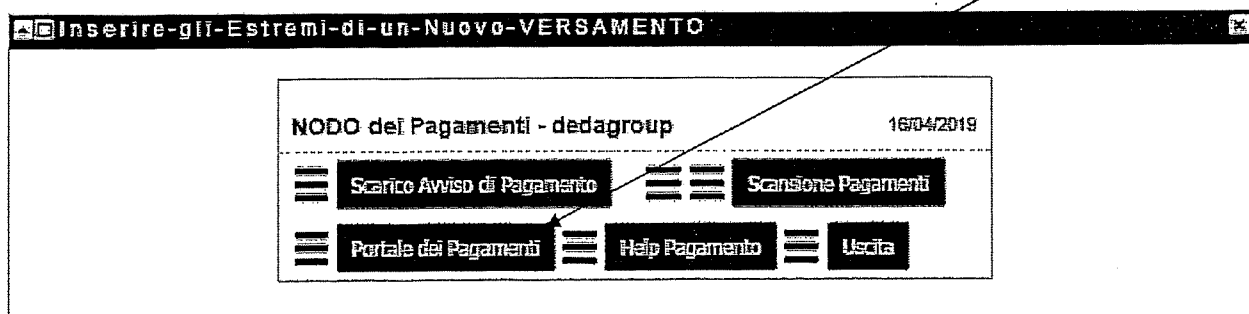 Inserire-gli-Estremi-di-un-Nuovo-VERSAMENTO
NODO dei Pagamenti - dedagroup 16/04/2019
Scarico Avviso di Pagamento Scansione Pagamenti
Portale dei Pagamenti Help Pagamento Uscita